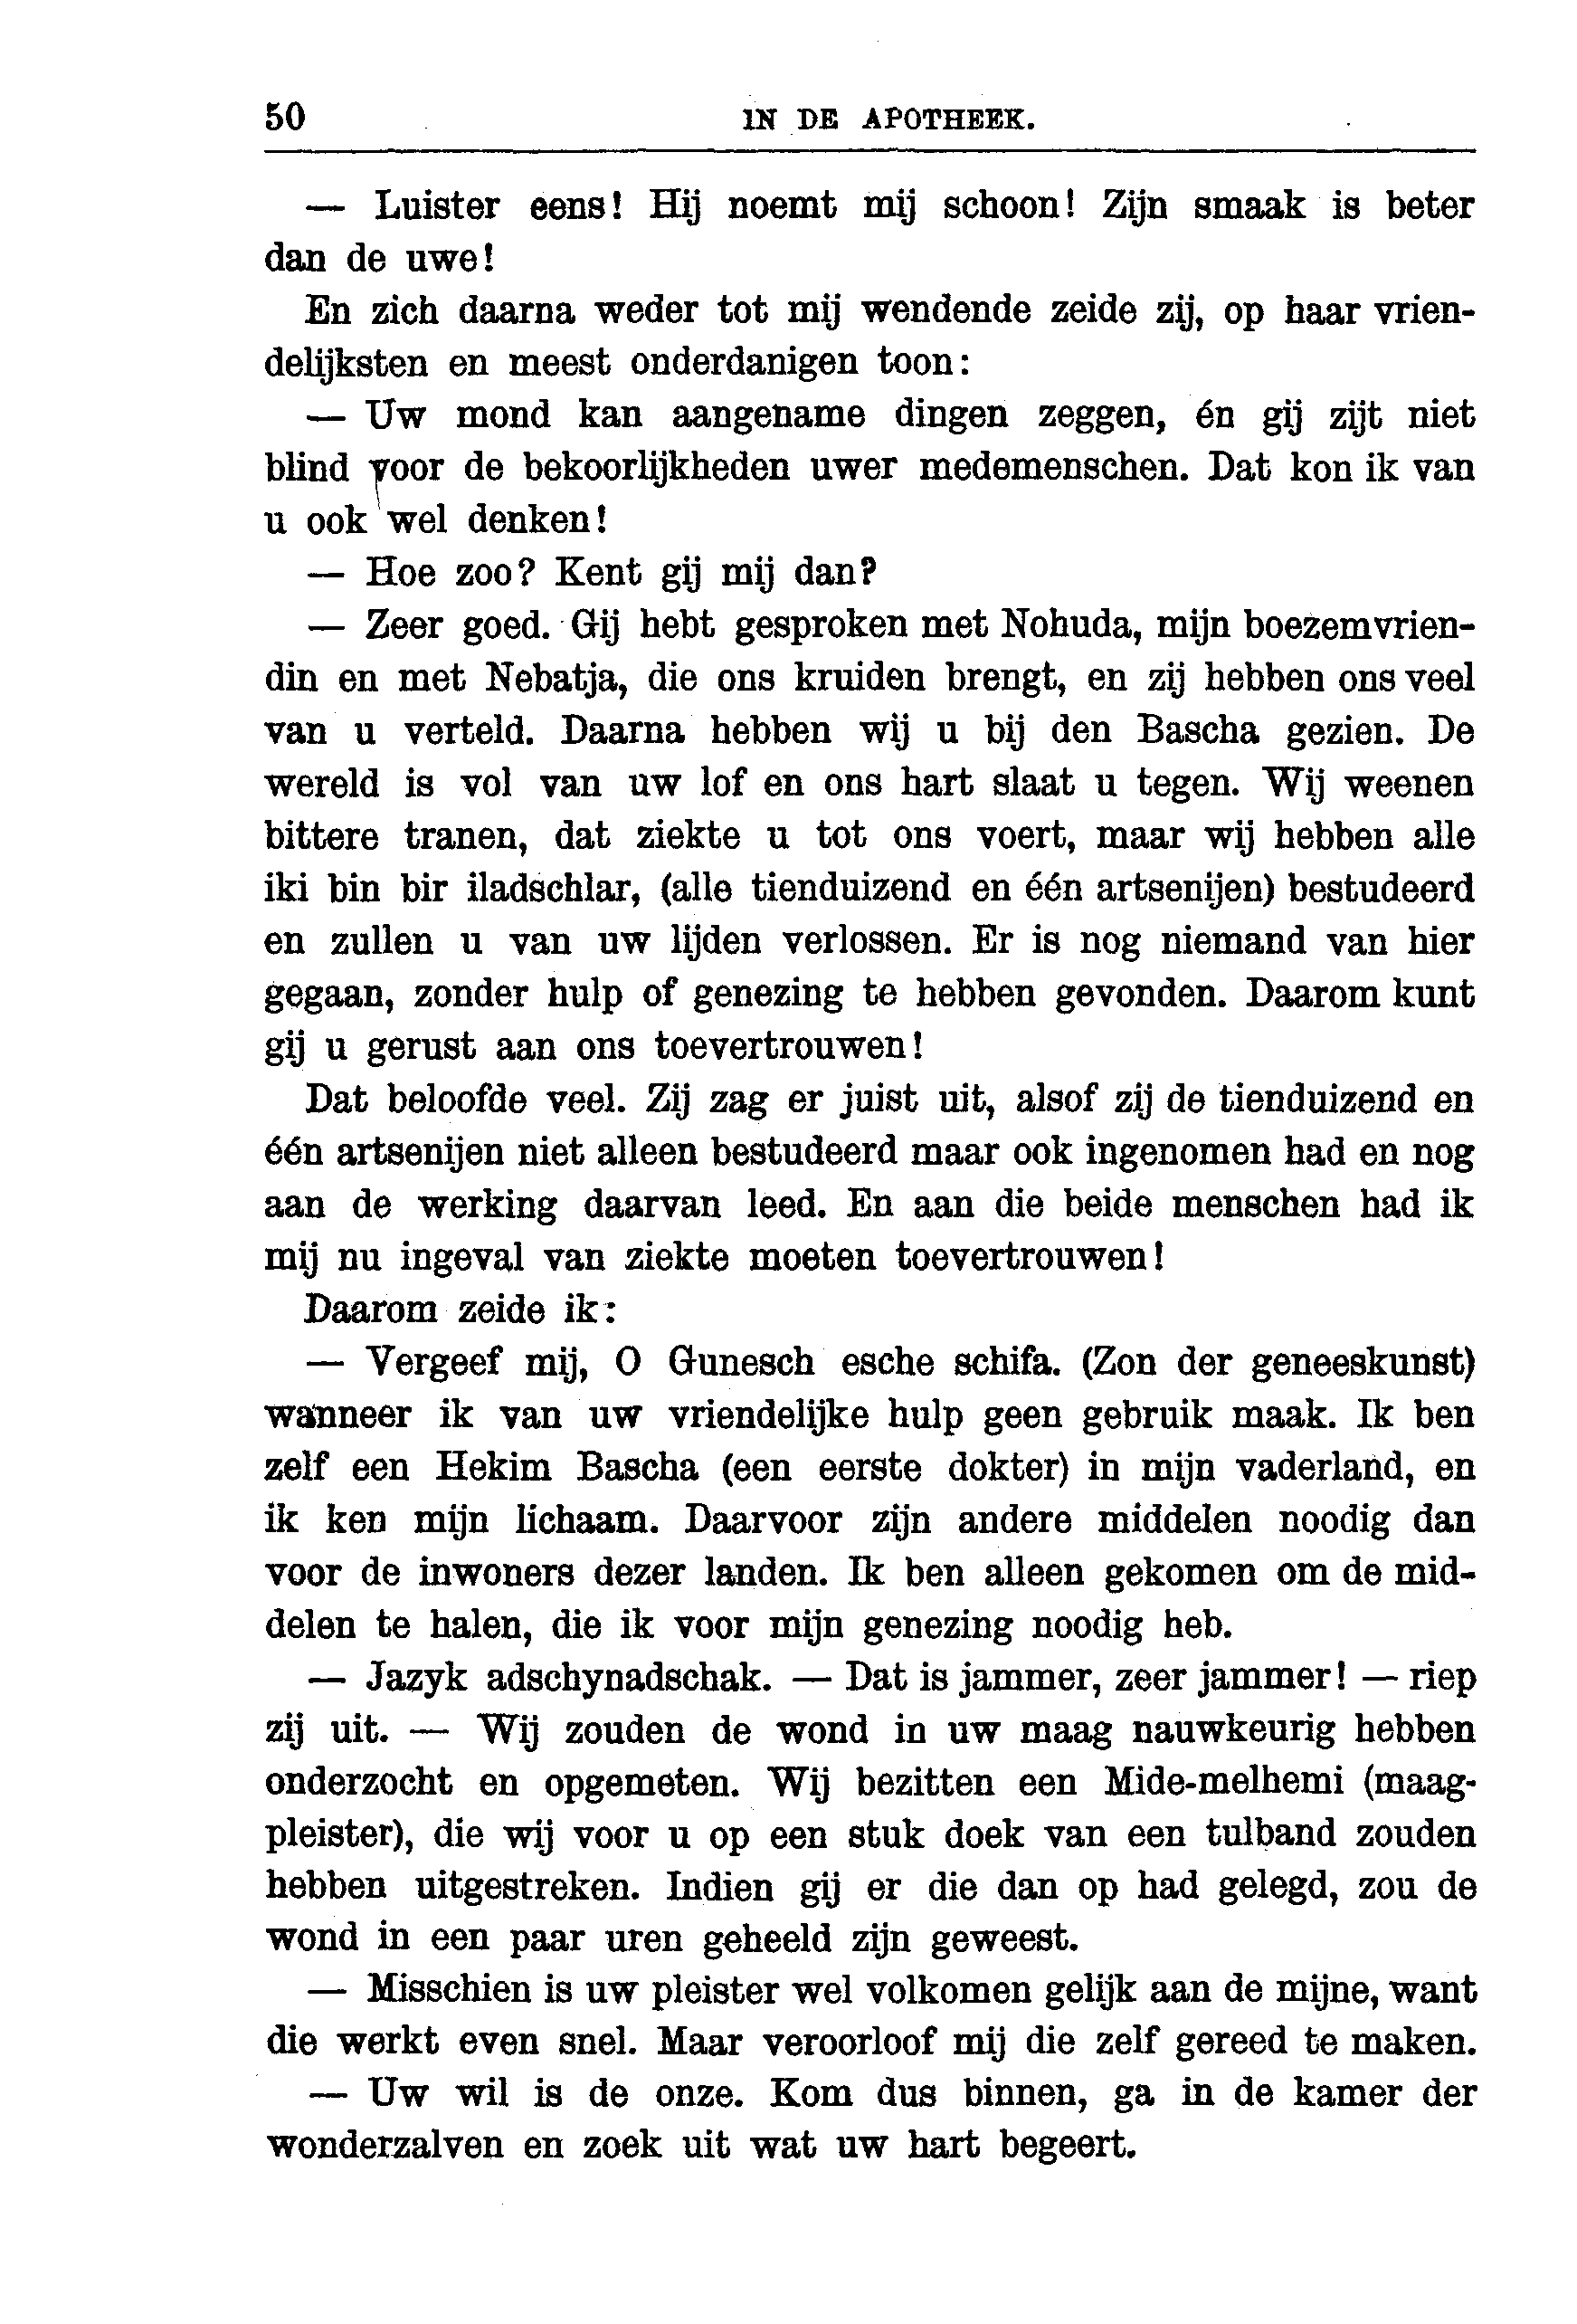 50 IN DE APOTHEEK.
— Luister eens! Hij noemt mij schoon! Zijn smaak is beter
dan de uwe!
En zich daarna weder tot mij wendende zeide zij, op haar vrien-
delijksten en meest onderdanigen toon:
— Uw mond kan aangename dingen zeggen, én gij zijt niet
blind voor de bekoorlijkheden uwer medemenschen. Dat kon ik van
u ook wel denken!
— Hoe zoo? Kent gij mij dan?
— Zeer goed. Gij hebt gesproken met Nohuda, mijn boezemvrien-
din en met Nebatja, die ons kruiden brengt, en zij hebben ons veel
van u verteld. Daarna hebben wij u bij den Bascha gezien. De
wereld is vol van uw lof en ons hart slaat u tegen. Wij weenen
bittere tranen, dat ziekte u tot ons voert, maar wij hebben alle
iki bin bir iladschlar, (alle tienduizend en één artsenijen) bestudeerd
en zullen u van uw lijden verlossen. Er is nog niemand van hier
gegaan, zonder hulp of genezing te hebben gevonden. Daarom kunt
gij u gerust aan ons toevertrouwen!
Dat beloofde veel. Zij zag er juist uit, alsof zij de tienduizend en
één artsenijen niet alleen bestudeerd maar ook ingenomen had en nog
aan de werking daarvan leed. En aan die beide menschen had ik
mij nu ingeval van ziekte moeten toevertrouwen!
Daarom zeide ik:
— Vergeef mij, O Gunesch esche schifa. (Zon der geneeskunst)
wanneer ik van uw vriendelijke hulp geen gebruik maak. Ik ben
zelf een Hekim Bascha (een eerste dokter) in mijn vaderland, en
ik ken mijn lichaam. Daarvoor zijn andere middelen noodig dan
voor de inwoners dezer landen. Ik ben alleen gekomen om de mid-
delen te halen, die ik voor mijn genezing noodig heb.
— Jazyk adschynadschak. — Dat is jammer, zeer jammer! — riep
zij uit. — Wij zouden de wond in uw maag nauwkeurig hebben
onderzocht en opgemeten. Wij bezitten een Mide-melhemi (maag-
pleister), die wij voor u op een stuk doek van een tulband zouden
hebben uitgestreken. Indien gij er die dan op had gelegd, zou de
wond in een paar uren geheeld zijn geweest.
— Misschien is uw pleister wel volkomen gelijk aan de mijne, want
die werkt even snel. Maar veroorloof mij die zelf gereed te maken.
— Uw wil is de onze. Kom dus binnen, ga in de kamer der
wonderzalven en zoek uit wat uw hart begeert.